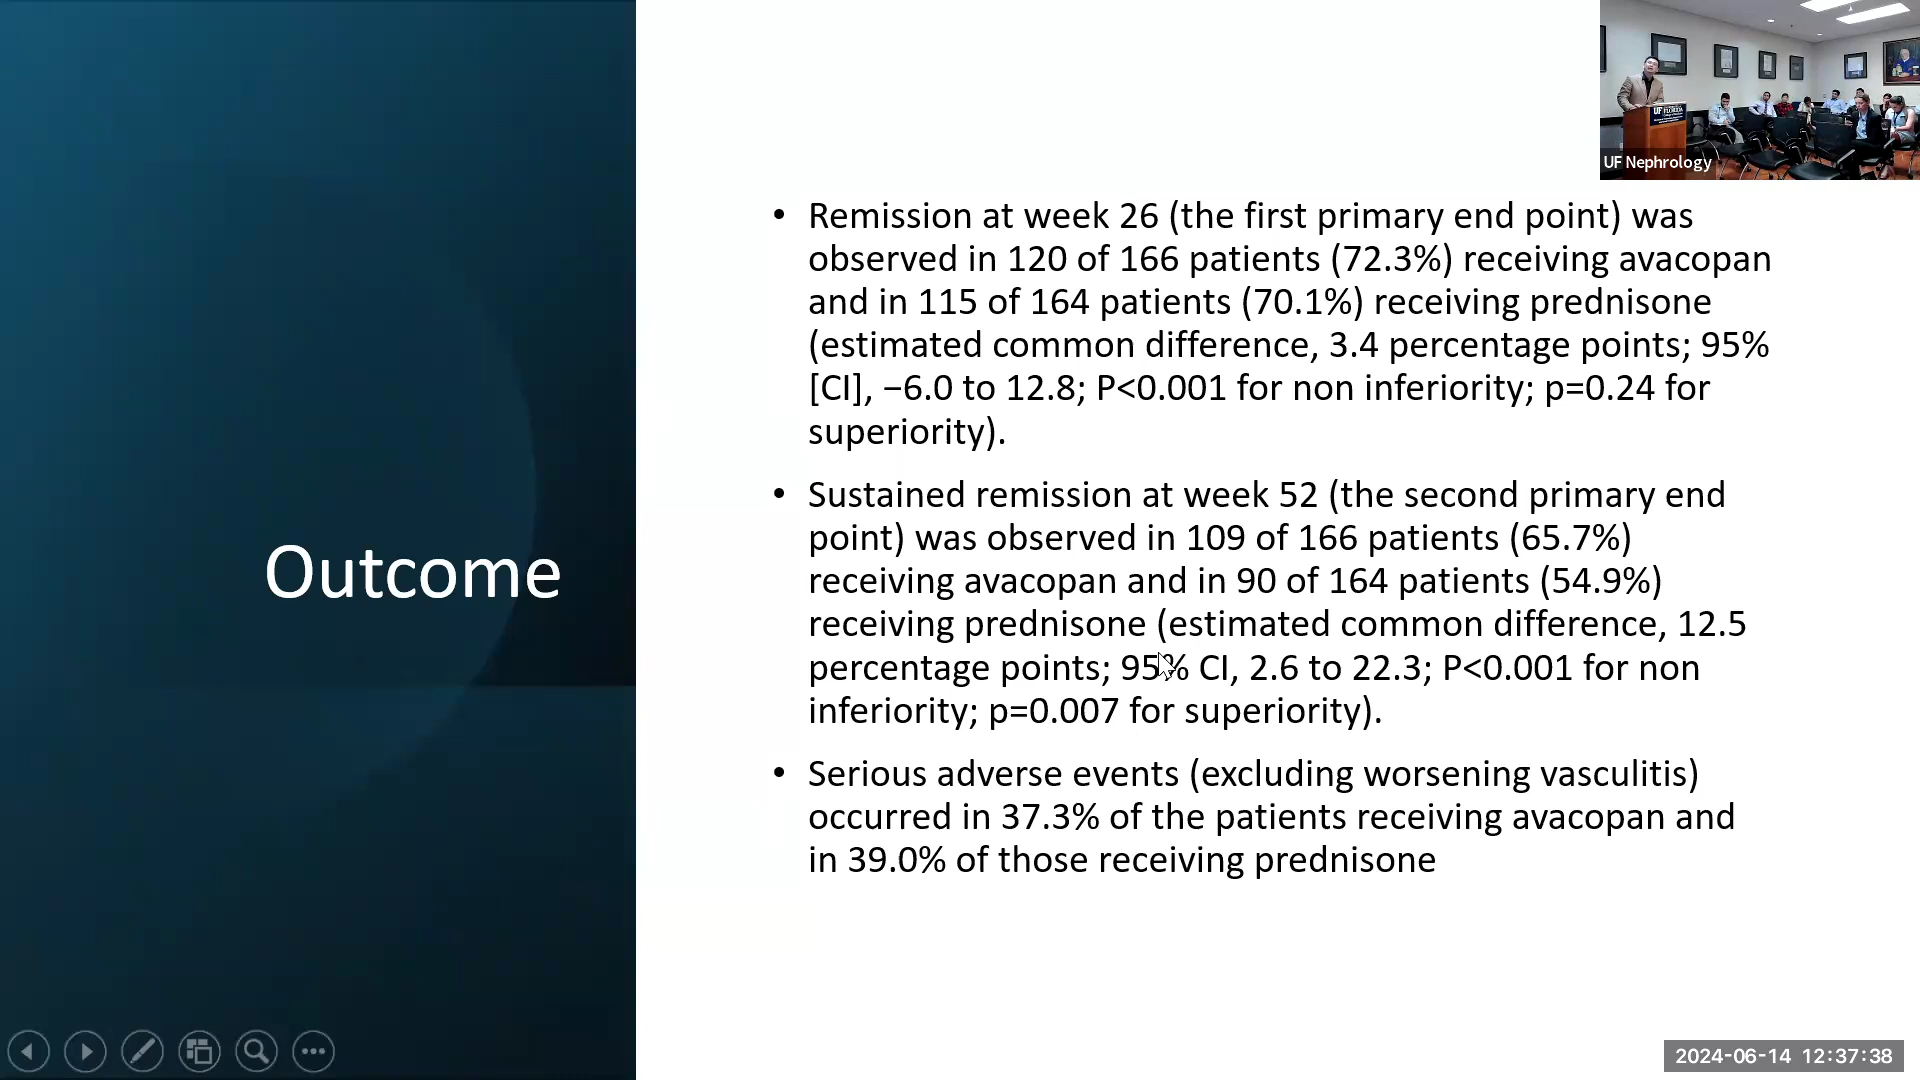 UF Nephrology
Outcome
• Remission at week 26 (the first primary end point) was
observed in 120 of 166 patients (72.3%) receiving avacopan
and in 115 of 164 patients (70.1%) receiving prednisone
(estimated common difference, 3.4 percentage points; 95%
[CI], −6.0 to 12.8; P<0.001 for non inferiority; p=0.24 for
superiority).
• Sustained remission at week 52 (the second primary end
point) was observed in 109 of 166 patients (65.7%)
receiving avacopan and in 90 of 164 patients (54.9%)
receiving prednisone (estimated common difference, 12.5
percentage points; 95% CI, 2.6 to 22.3; P<0.001 for non
inferiority; p=0.007 for superiority).
• Serious adverse events (excluding worsening vasculitis)
occurred in 37.3% of the patients receiving avacopan and
in 39.0% of those receiving prednisone
2024-06-14 12:37:38